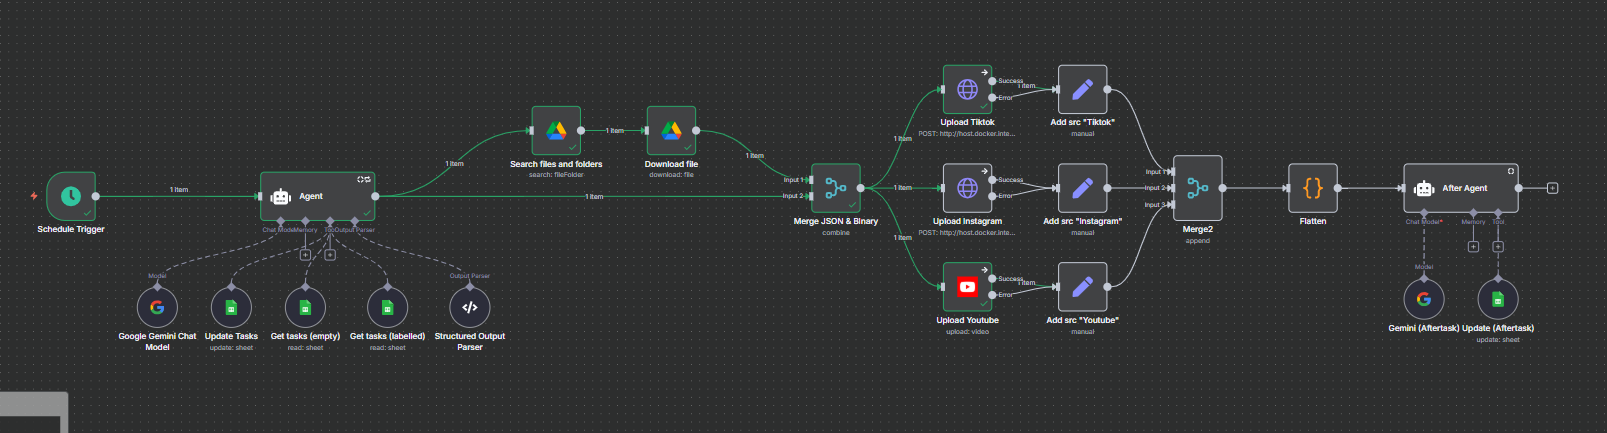 1 item
Schedule Trigger
Agent
Chat Model
Memory
Tool
Output Parser
Model
Output Parser
Google Gemini Chat
Model
Update Tasks
update: sheet
Get tasks (empty)
read: sheet
Get tasks (labelled)
read: sheet
Structured Output
Parser
1 item
1 item
Search files and folders
search: fileFolder
1 item
Download file
download: file
1 item
Input 1
Input 2
Merge JSON & Binary
combine
1 item
1 item
1 item
Success
Error
1 item
Upload Tiktok
POST: http://host.docker.inte...
Add src "Tiktok"
manual
Success
Error
Upload Instagram
POST: http://host.docker.inte...
Add src "Instagram"
manual
Success
Error
1 item
Upload Youtube
upload: video
Add src "Youtube"
manual
Input 1
Input 2
Input 3
Merge2
append
Flatten
After Agent
Chat Model*
Memory
Tool
Model
Gemini (Aftertask)
Update (Aftertask)
update: sheet